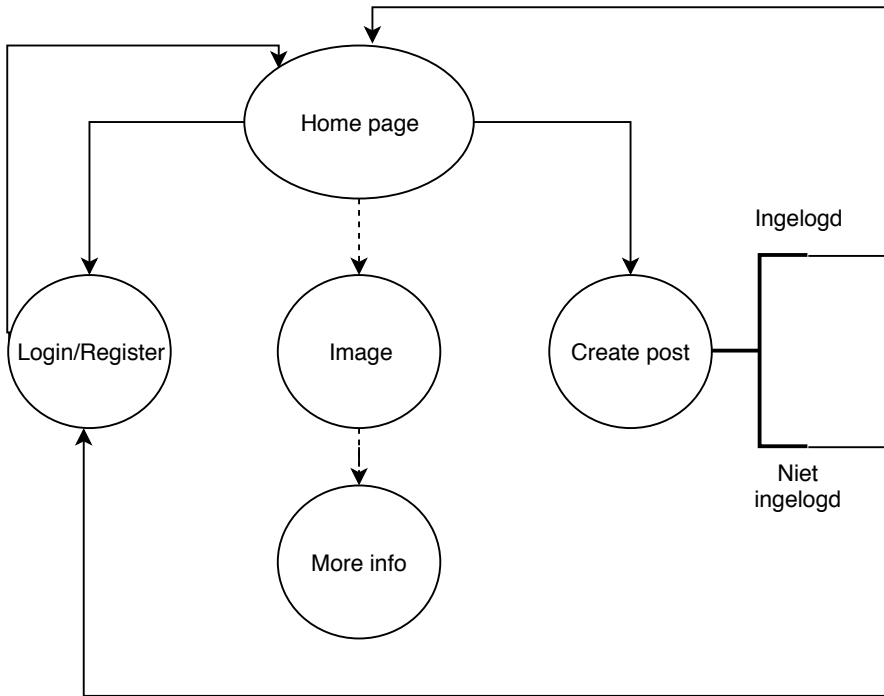 Home page
Ingelogd
Login/Register
Image
Create post
Niet
ingelogd
More info